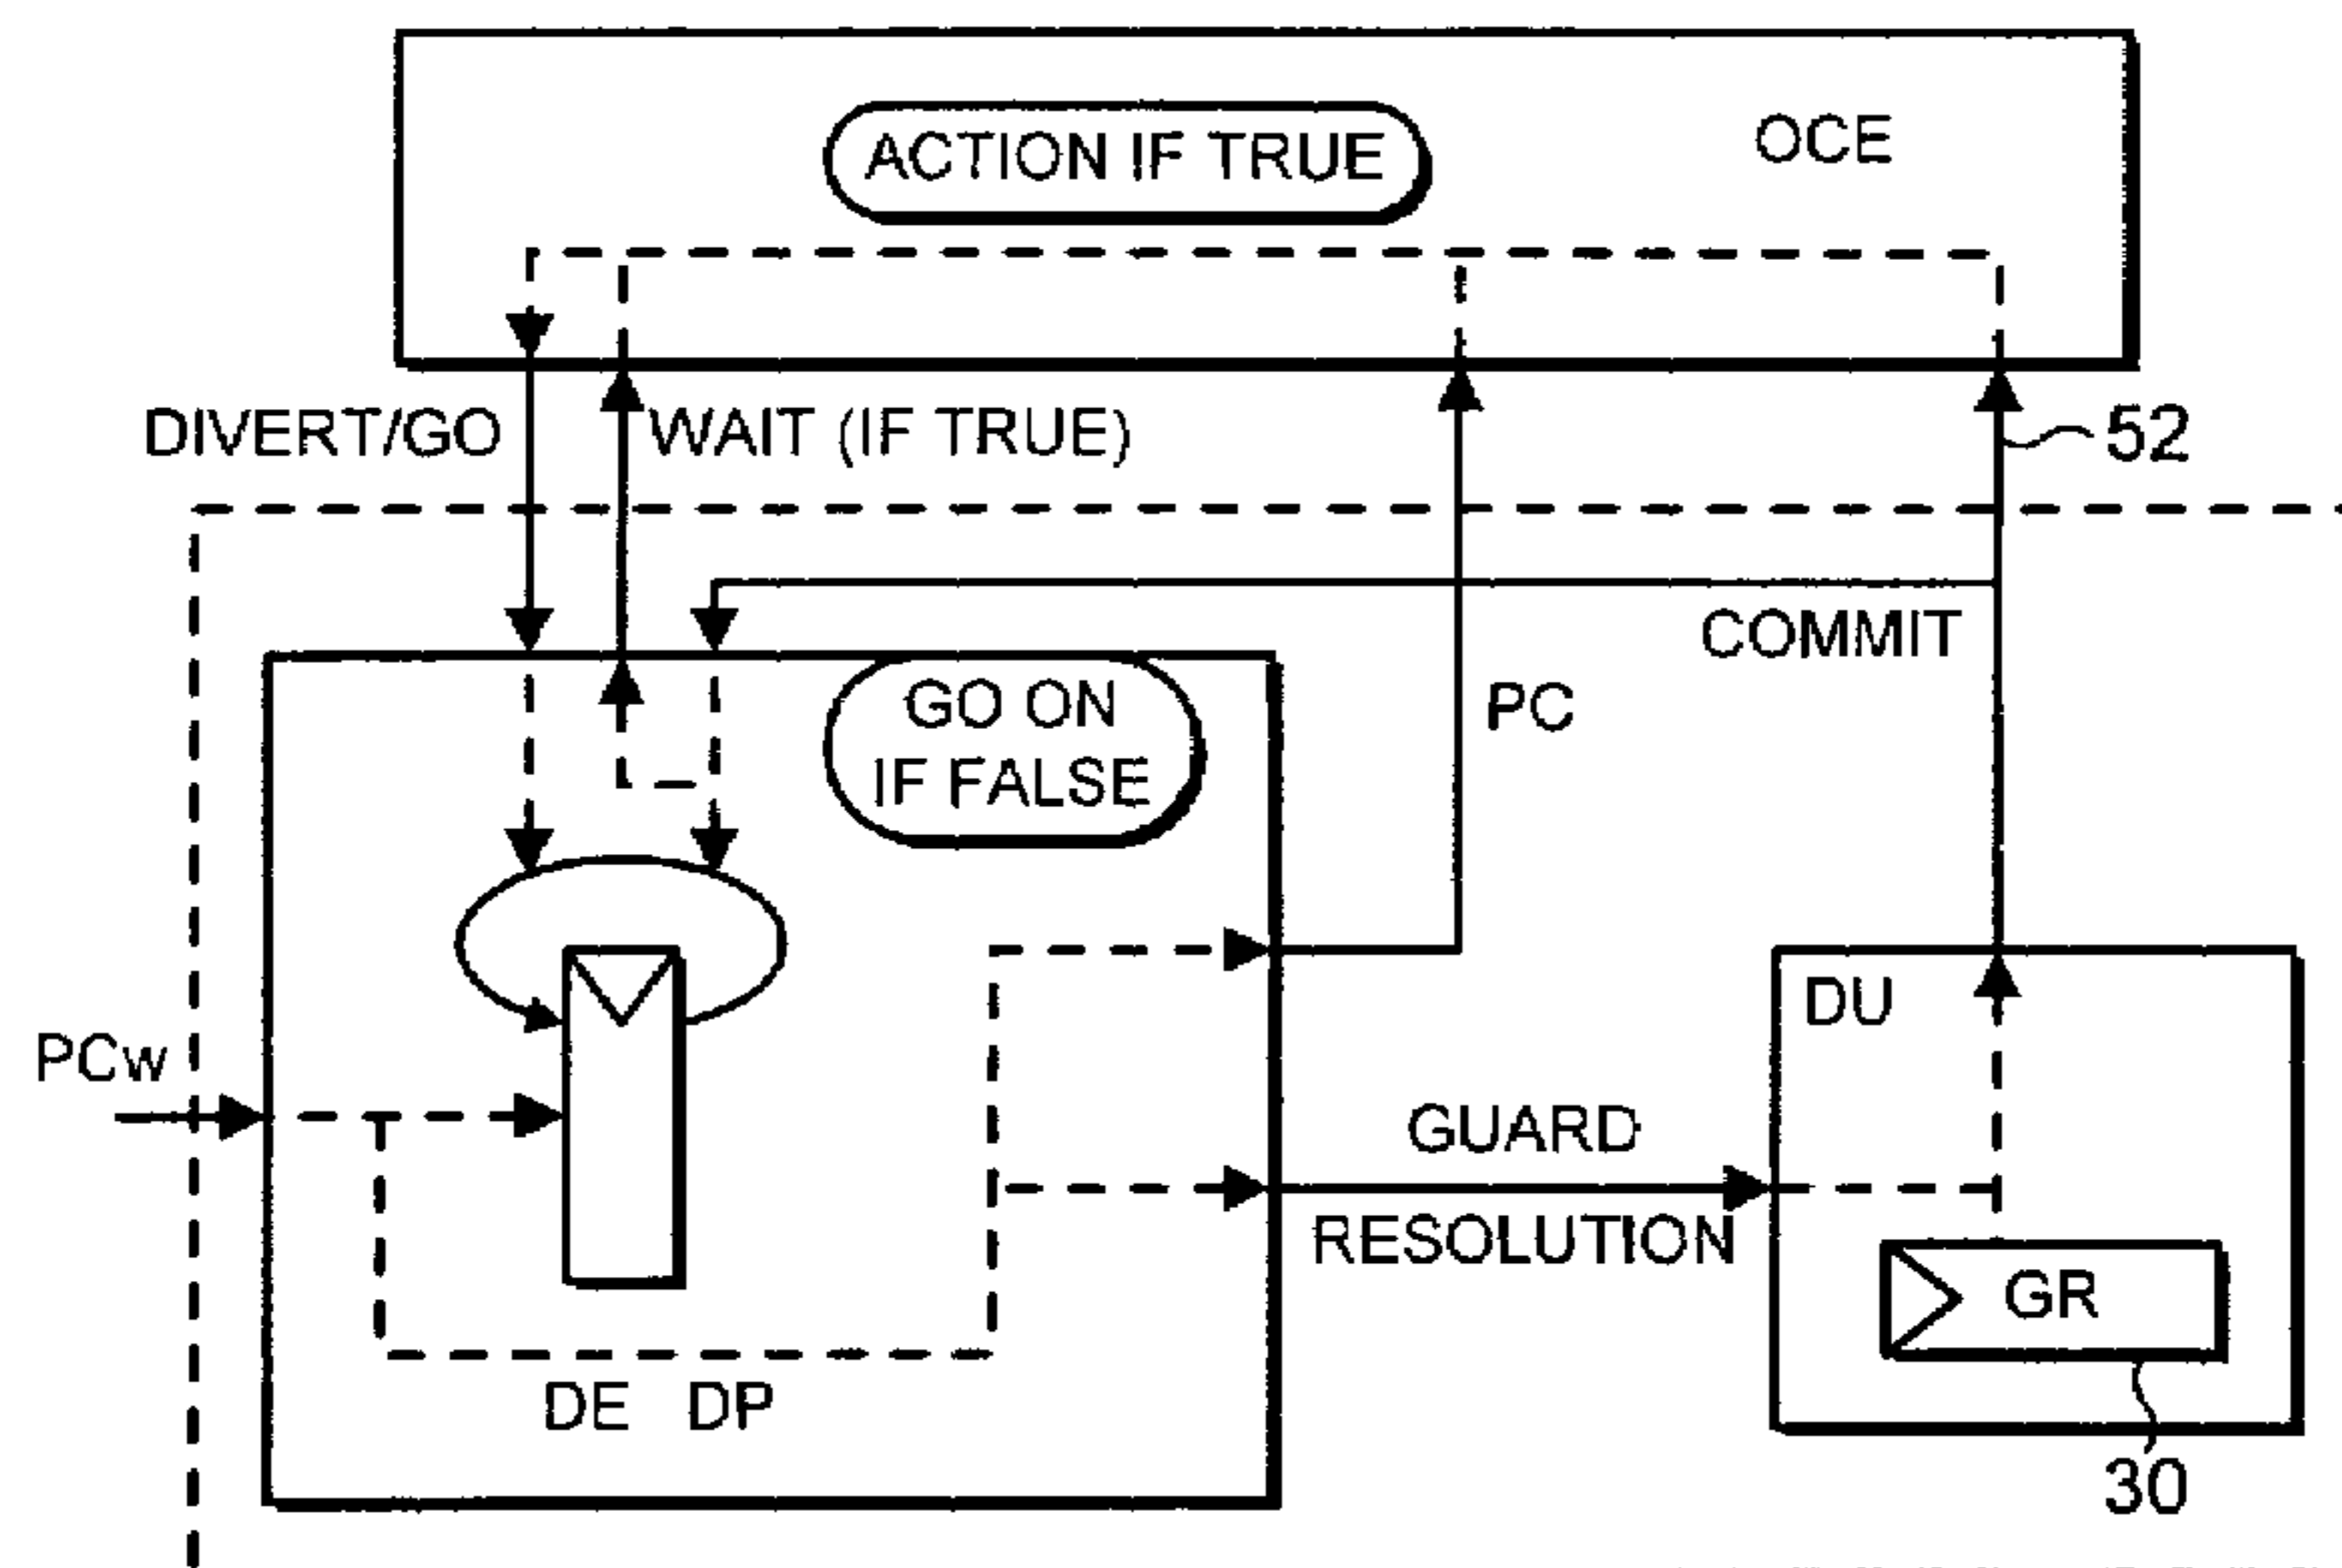 ACTION IF TRUE
OCE
DIVERT/GO
WAIT (IF TRUE)
52
COMMIT
GO ON
IF FALSE
PC
DU
PCw
GUARD
RESOLUTION
GR
DE DP
30